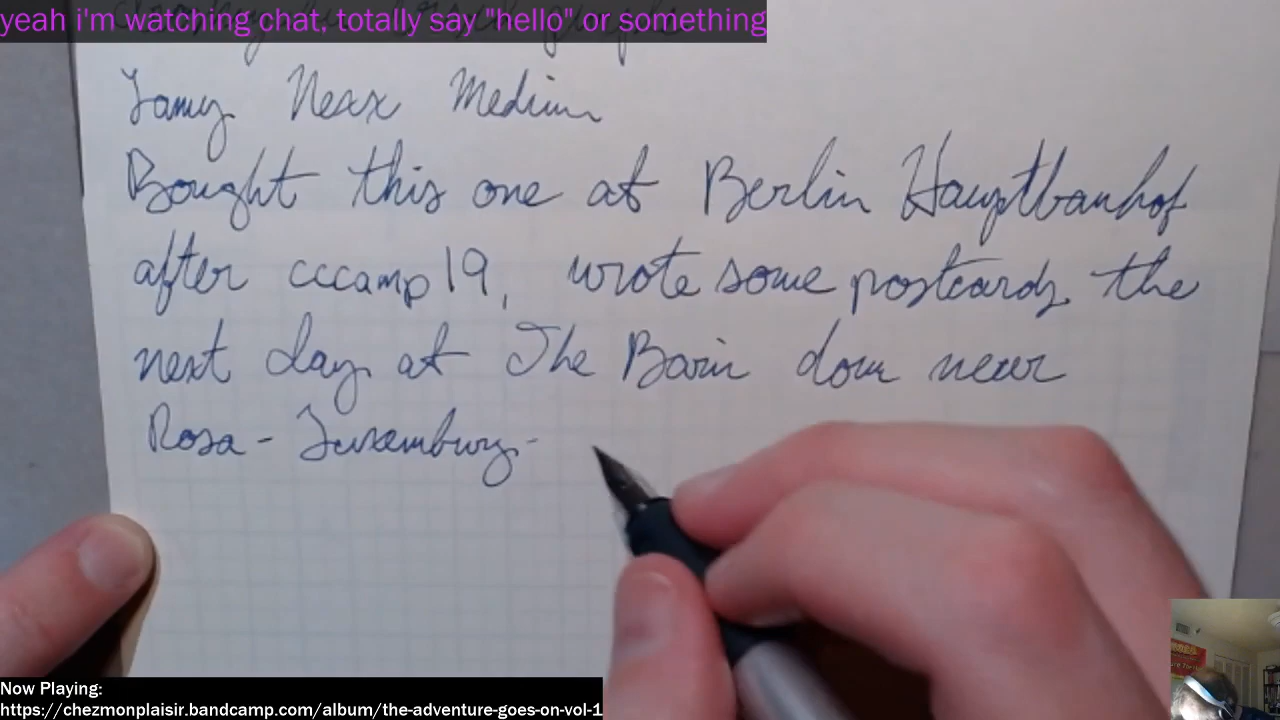 yeah i'm watching chat, totally say "hello" or something
Lamy Nexx Medium
Bought this one at Berlin Hauptbanhof
after cccamp19, wrote some postcards the
next day at The Barn down near
Rosa-Luxemburg-
Now Playing:
https://chezmonplaisir.bandcamp.com/album/the-adventure-goes-on-vol-1